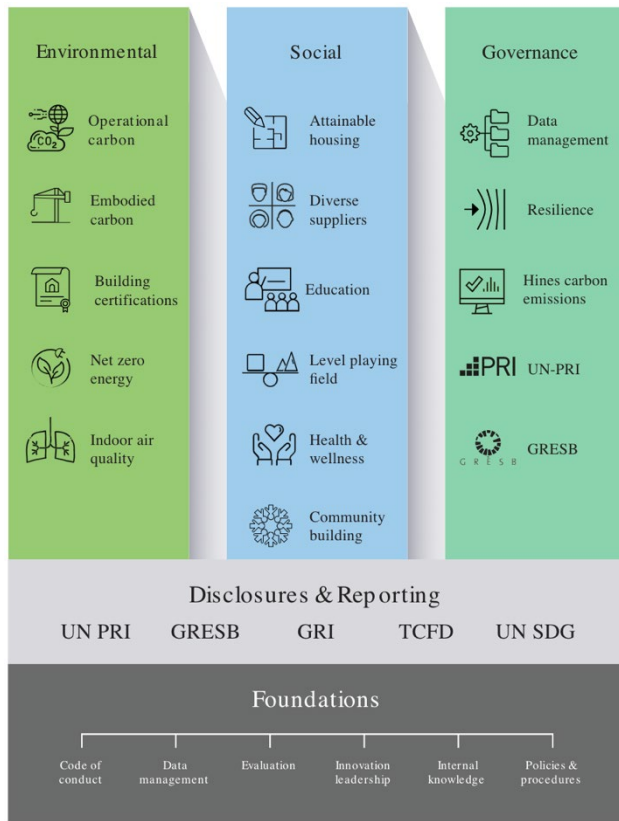 Environmental
Operational
carbon
CO₂
Embodied
carbon
Building
certifications
Net zero
energy
Indoor air
quality
Social
Attainable
housing
Diverse
suppliers
Education
Level playing
field
Health &
wellness
Community
building
Governance
Data
management
Resilience
Hines carbon
emissions
PRI UN-PRI
GRESB GRESB
Disclosures & Reporting
UN PRI GRESB GRI TCFD UN SDG
Foundations
Code of
conduct
Data
management
Evaluation
Innovation
leadership
Internal
knowledge
Policies &
procedures